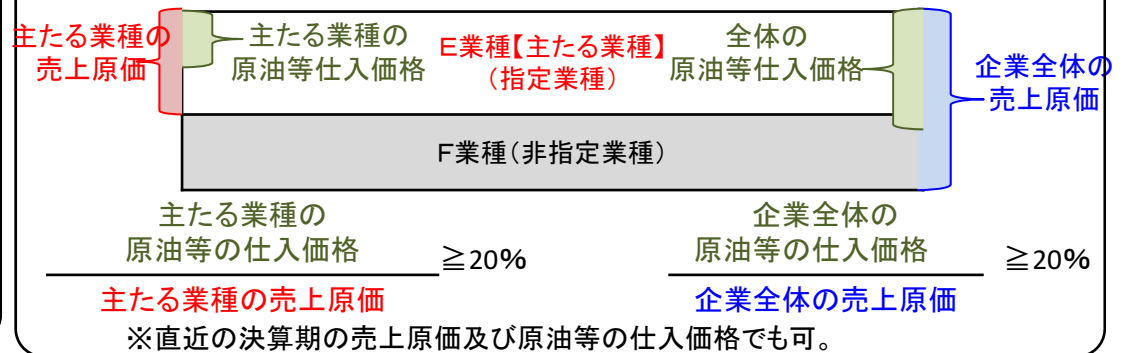 主たる業種の
売上原価
主たる業種の
原油等仕入価格
E業種【主たる業種】
(指定業種)
全体の
原油等仕入価格
企業全体の
売上原価
F業種(非指定業種)
主たる業種の
原油等の仕入価格
≧20%
主たる業種の売上原価
企業全体の
原油等の仕入価格
≧20%
企業全体の売上原価
※直近の決算期の売上原価及び原油等の仕入価格でも可。